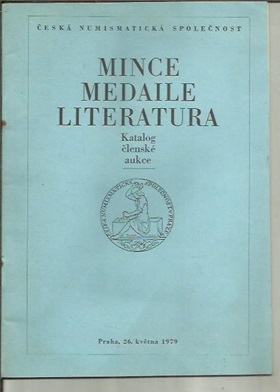 ČESKÁ NUMISMATICKÁ SPOLEČNOST
MINCE
MEDAILE
LITERATURA
Katalog
členské
aukce
Praha, 26. května 1979